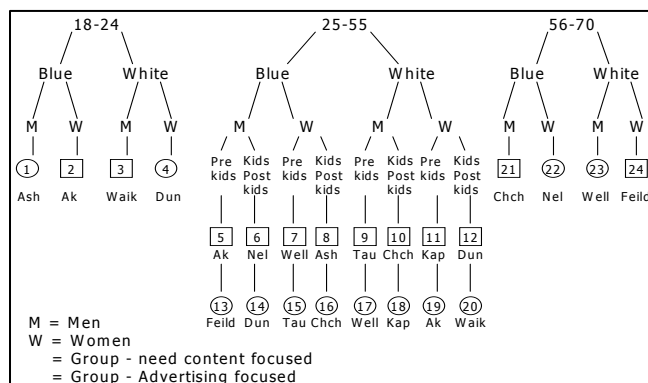 18-24 25-55 56-70
Blue White Blue White Blue White
M W M W M W M W M W M W
1 2 3 4 Pre Kids Pre Kids Pre Kids Pre Kids 21 22 23 24
kids Post kids Post kids Post kids Post
kids kids kids kids
Ash Ak Waik Dun Chch Nel Well Feild
5 6 7 8 9 10 11 12
Ak Nel Well Ash Tau Chch Kap Dun
13 14 15 16 17 18 19 20
Feild Dun Tau Chch Well Kap Ak Waik
M = Men
W = Women
= Group - need content focused
= Group - Advertising focused